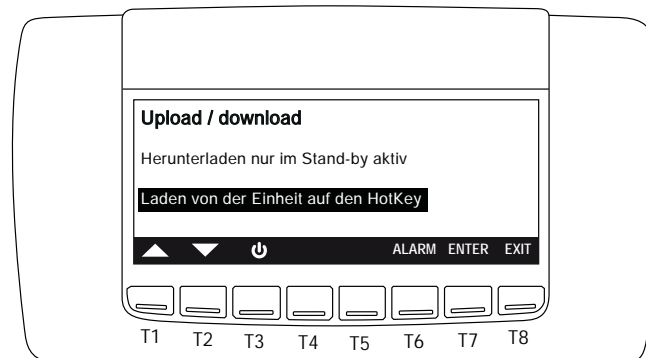 Upload / download
Herunterladen nur im Stand-by aktiv
Laden von der Einheit auf den HotKey
ALARM ENTER EXIT
T1 T2 T3 T4 T5 T6 T7 T8